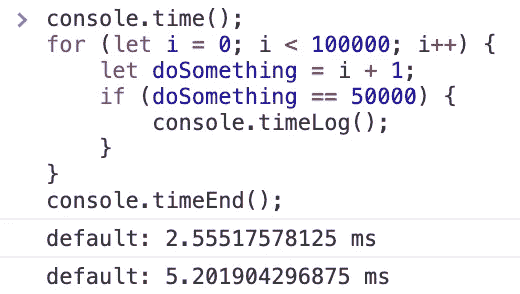 > console.time();
for (let i = 0; i < 100000; i++) {
    let doSomething = i + 1;
    if (doSomething == 50000) {
        console.timeLog();
    }
}
console.timeEnd();
default: 2.55517578125 ms
default: 5.201904296875 ms